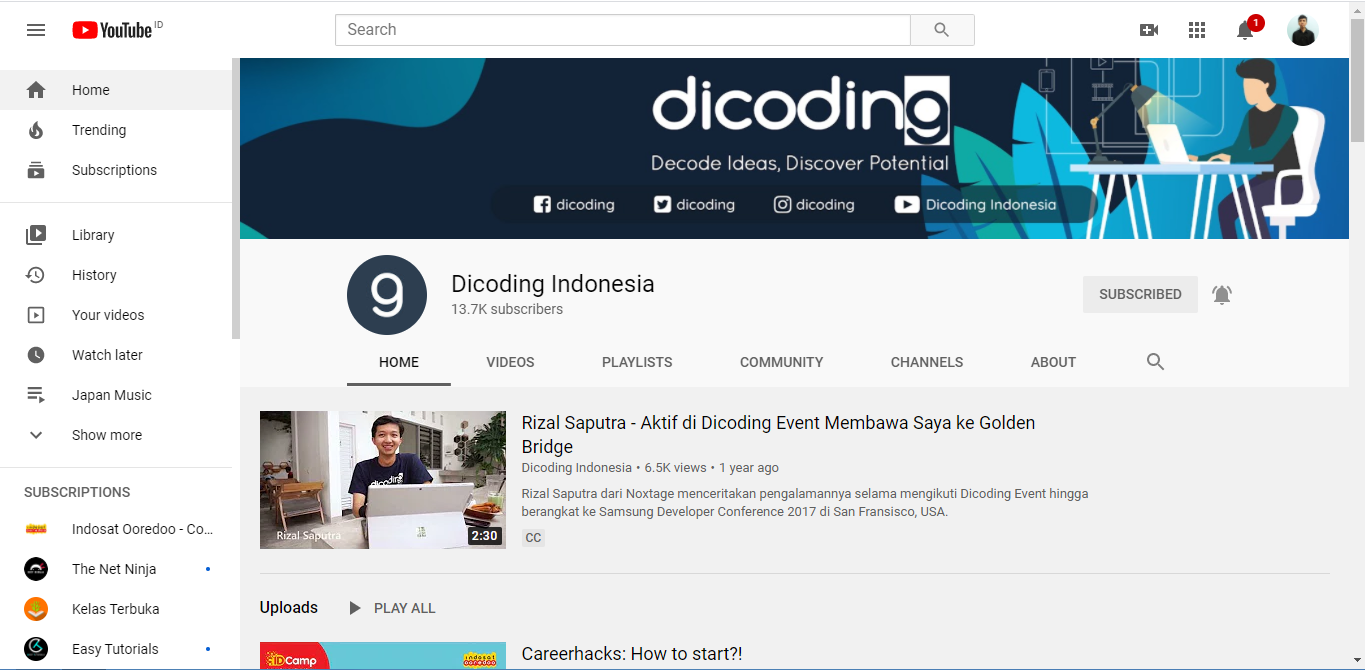 YouTube ID
Search
1
Home
Trending
Subscriptions
Library
History
Your videos
Watch later
Japan Music
Show more
SUBSCRIPTIONS
Indosat Ooredoo - Co...
The Net Ninja
Kelas Terbuka
Easy Tutorials
dicoding
Decode Ideas, Discover Potential
dicoding dicoding dicoding Dicoding Indonesia
Dicoding Indonesia
13.7K subscribers
SUBSCRIBED
HOME VIDEOS PLAYLISTS COMMUNITY CHANNELS ABOUT
dicoding
Rizal Saputra
2:30
Rizal Saputra - Aktif di Dicoding Event Membawa Saya ke Golden
Bridge
Dicoding Indonesia • 6.5K views • 1 year ago
Rizal Saputra dari Noxtage menceritakan pengalamannya selama mengikuti Dicoding Event hingga
berangkat ke Samsung Developer Conference 2017 di San Fransisco, USA.
CC
Uploads PLAY ALL
IDCamp
indosat
ooredoo
Careerhacks: How to start?!